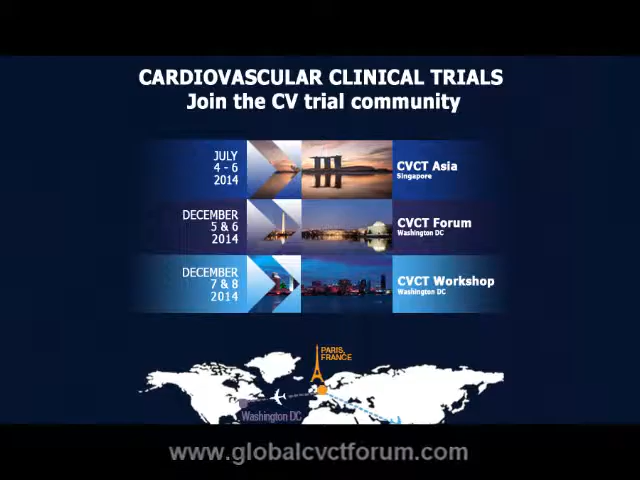 CARDIOVASCULAR CLINICAL TRIALS
Join the CV trial community
JULY
4 - 6
2014
CVCT Asia
Singapore
DECEMBER
5 & 6
2014
CVCT Forum
Washington DC
DECEMBER
7 & 8
2014
CVCT Workshop
Washington DC
PARIS,
FRANCE
Washington DC
www.globalcvctforum.com